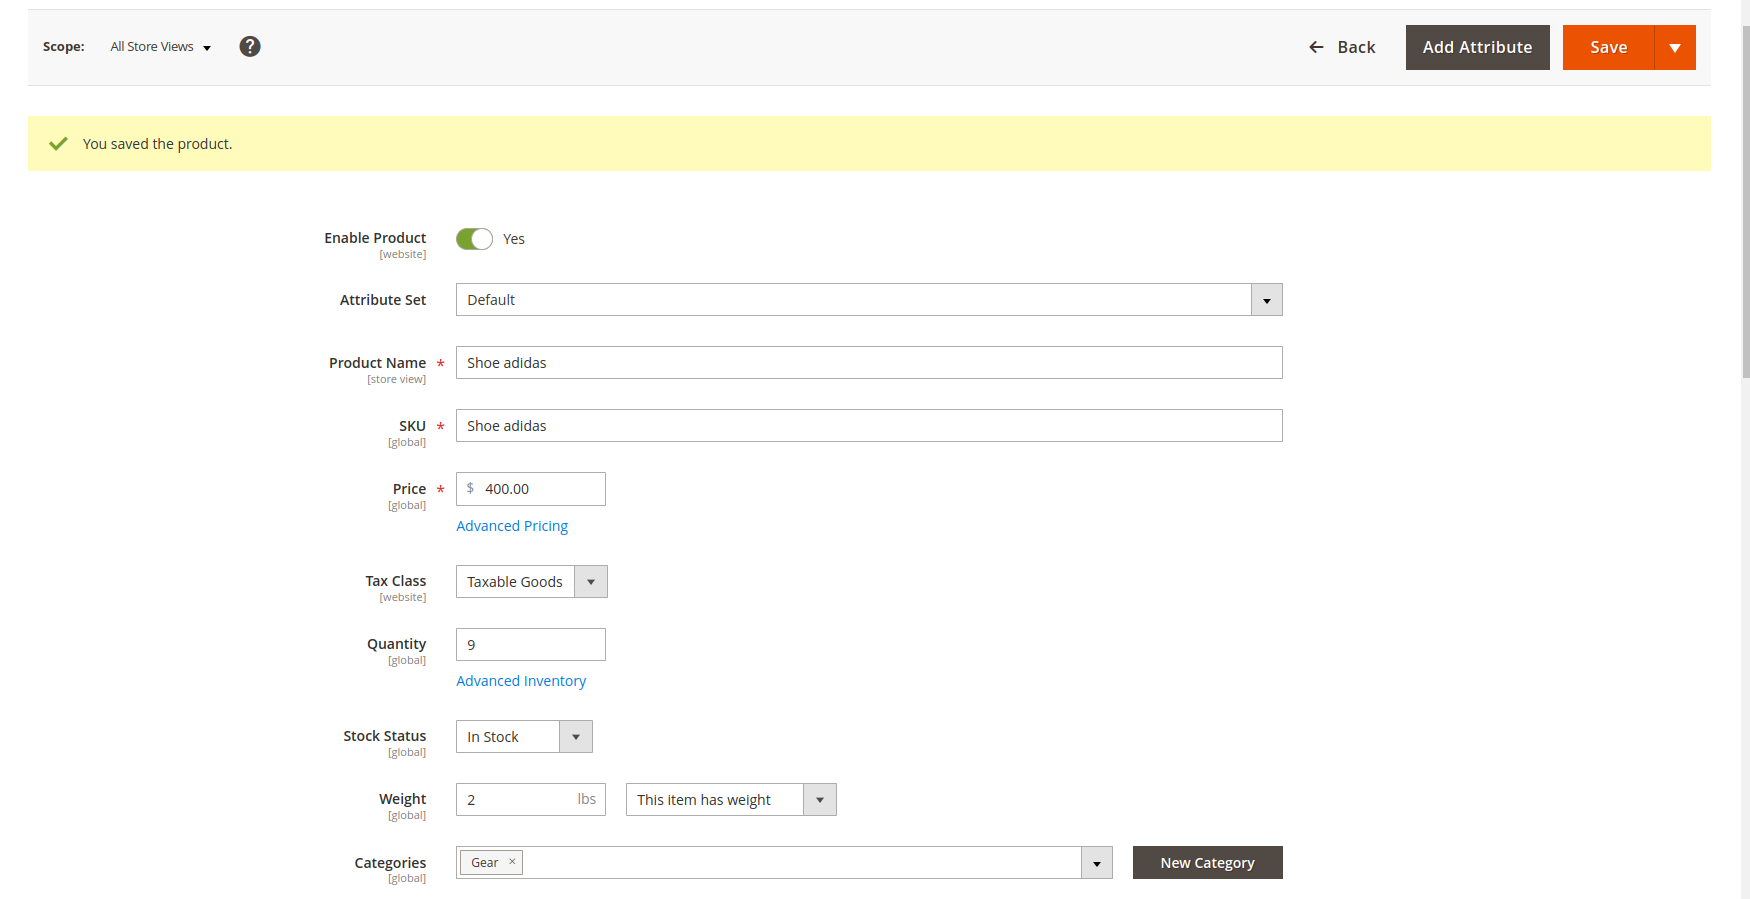 Scope: All Store Views ? Back Add Attribute Save
You saved the product.
Enable Product Yes
[website]
Attribute Set Default
Product Name * Shoe adidas
[store view]
SKU * Shoe adidas
[global]
Price * $ 400.00
[global]
Advanced Pricing
Tax Class Taxable Goods
[website]
Quantity 9
[global]
Advanced Inventory
Stock Status In Stock
[global]
Weight 2 lbs This item has weight
[global]
Categories Gear × New Category
[global]